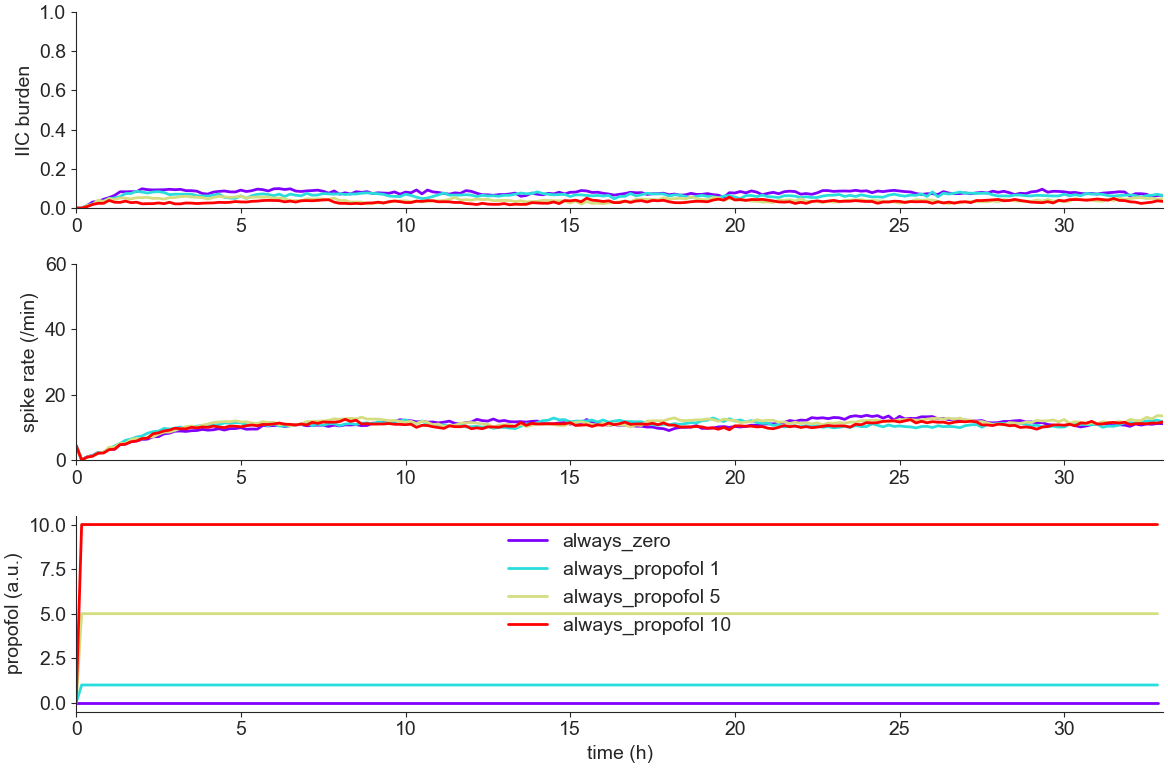 1.0
0.8
0.6
0.4
0.2
0.0
IIC burden
0 5 10 15 20 25 30
60
40
20
0
spike rate (/min)
0 5 10 15 20 25 30
10.0
7.5
5.0
2.5
0.0
propofol (a.u.)
always_zero
always_propofol 1
always_propofol 5
always_propofol 10
0 5 10 15 20 25 30
time (h)